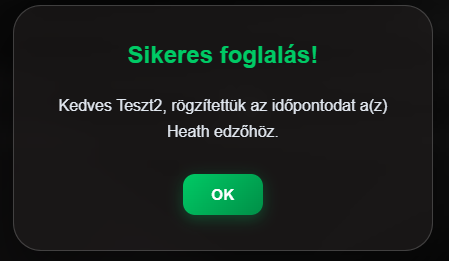 Sikeres foglalás!
Kedves Teszt2, rögzítettük az időpontodat a(z)
Heath edzőhöz.
OK